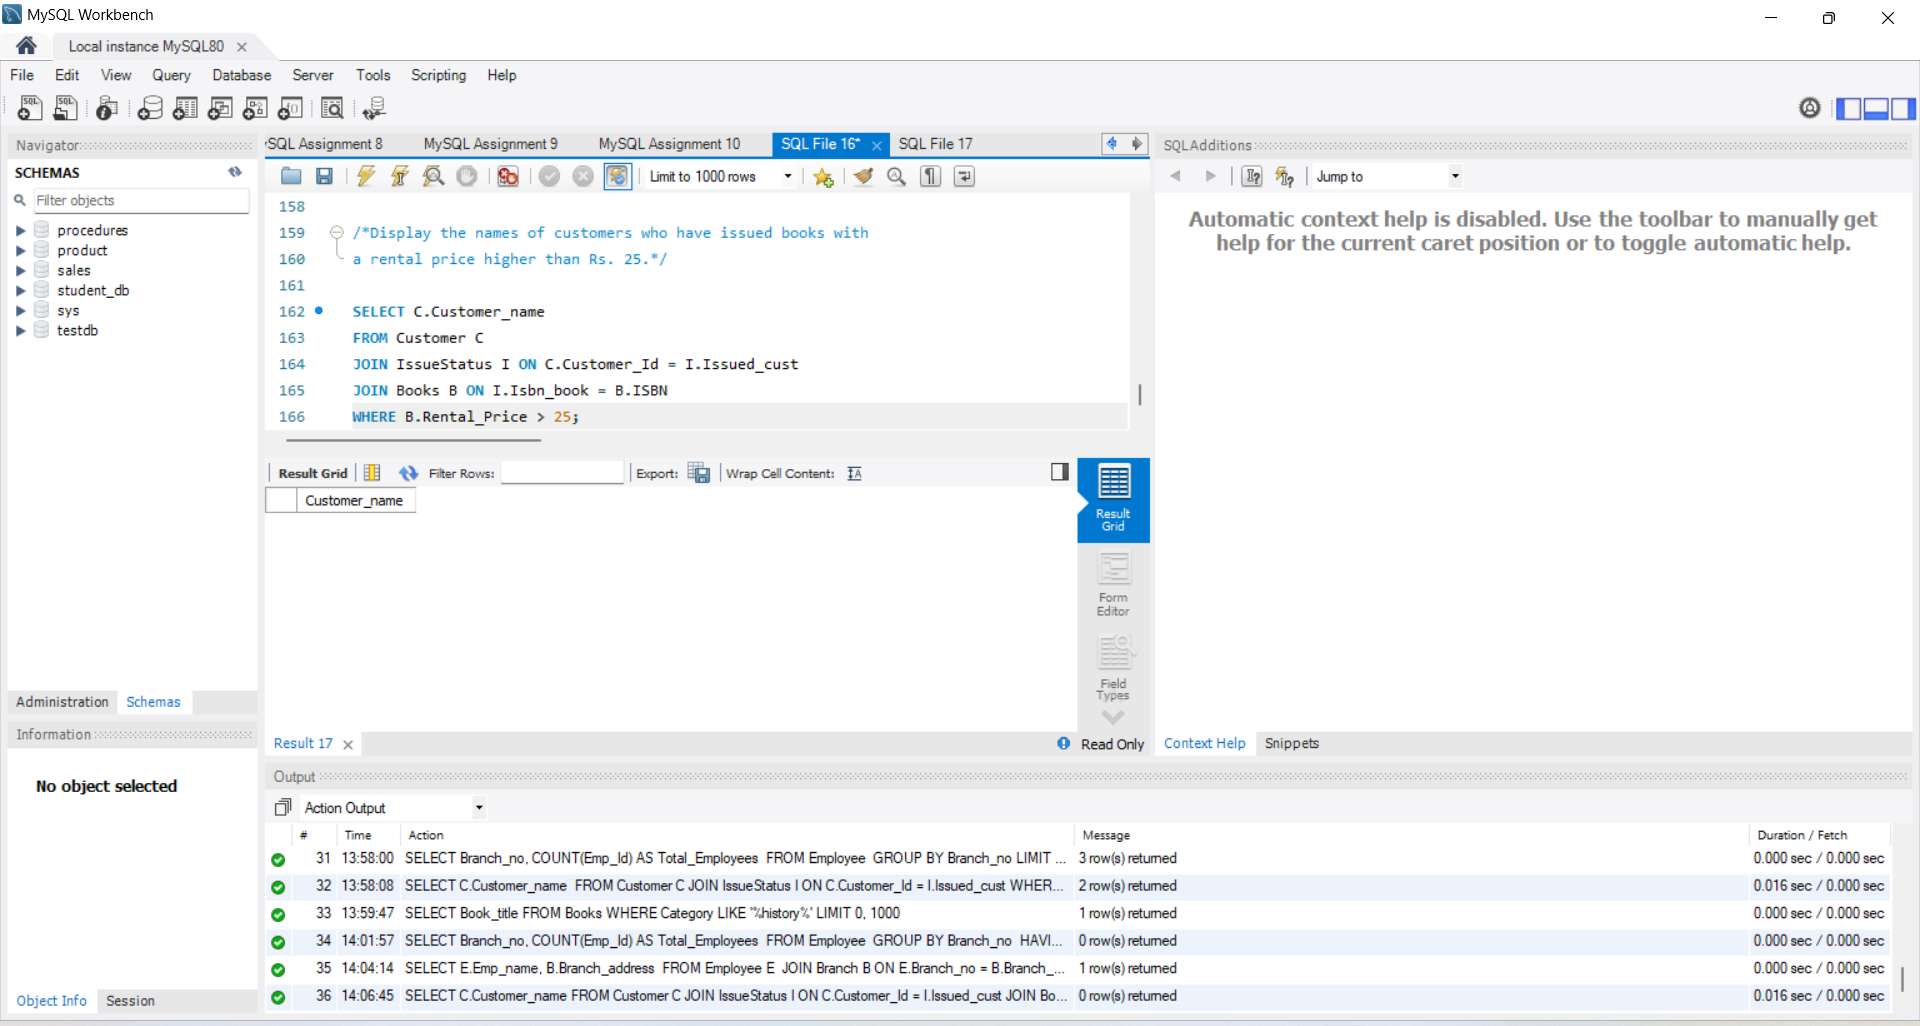 MySQL Workbench
Local instance MySQL80
File Edit View Query Database Server Tools Scripting Help
Navigator
SCHEMAS
Filter objects
procedures
product
sales
student_db
sys
testdb
Administration Schemas
Information
No object selected
Object Info Session
SQL Assignment 8 MySQL Assignment 9 MySQL Assignment 10 SQL File 16* SQL File 17
Limit to 1000 rows
158
159 /*Display the names of customers who have issued books with
160 a rental price higher than Rs. 25.*/
161
162 SELECT C.Customer_name
163 FROM Customer C
164 JOIN IssueStatus I ON C.Customer_Id = I.Issued_cust
165 JOIN Books B ON I.Isbn_book = B.ISBN
166 WHERE B.Rental_Price > 25;
Result Grid Filter Rows: Export: Wrap Cell Content:
Customer_name
Result
Grid
Form
Editor
Field
Types
Result 17 Read Only
SQLAdditions
Jump to
Automatic context help is disabled. Use the toolbar to manually get
help for the current caret position or to toggle automatic help.
Context Help Snippets
Output
Action Output
# Time Action Message Duration / Fetch
31 13:58:00 SELECT Branch_no, COUNT(Emp_Id) AS Total_Employees FROM Employee GROUP BY Branch_no LIMIT ... 3 row(s) returned 0.000 sec / 0.000 sec
32 13:58:08 SELECT C.Customer_name FROM Customer C JOIN IssueStatus I ON C.Customer_Id = I.Issued_cust WHER... 2 row(s) returned 0.016 sec / 0.000 sec
33 13:59:47 SELECT Book_title FROM Books WHERE Category LIKE '%history%' LIMIT 0, 1000 1 row(s) returned 0.000 sec / 0.000 sec
34 14:01:57 SELECT Branch_no, COUNT(Emp_Id) AS Total_Employees FROM Employee GROUP BY Branch_no HAVI... 0 row(s) returned 0.000 sec / 0.000 sec
35 14:04:14 SELECT E.Emp_name, B.Branch_address FROM Employee E JOIN Branch B ON E.Branch_no = B.Branch_... 1 row(s) returned 0.000 sec / 0.000 sec
36 14:06:45 SELECT C.Customer_name FROM Customer C JOIN IssueStatus I ON C.Customer_Id = I.Issued_cust JOIN Bo... 0 row(s) returned 0.016 sec / 0.000 sec